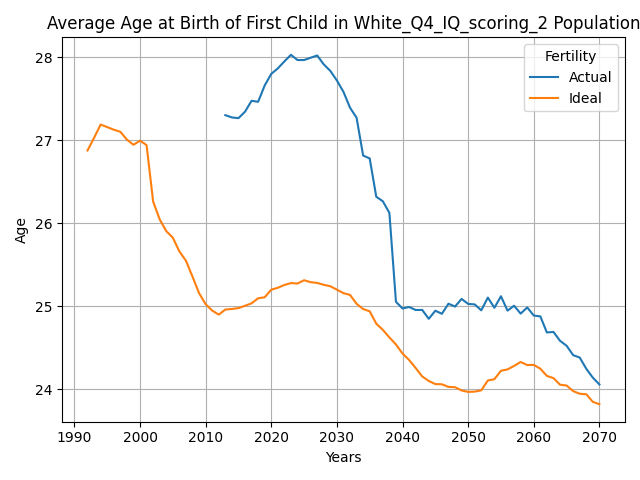 Average Age at Birth of First Child in White_Q4_IQ_scoring_2 Population
Fertility
Actual
Ideal
Age
28
27
26
25
24
1990
2000
2010
2020
2030
2040
2050
2060
2070
Years